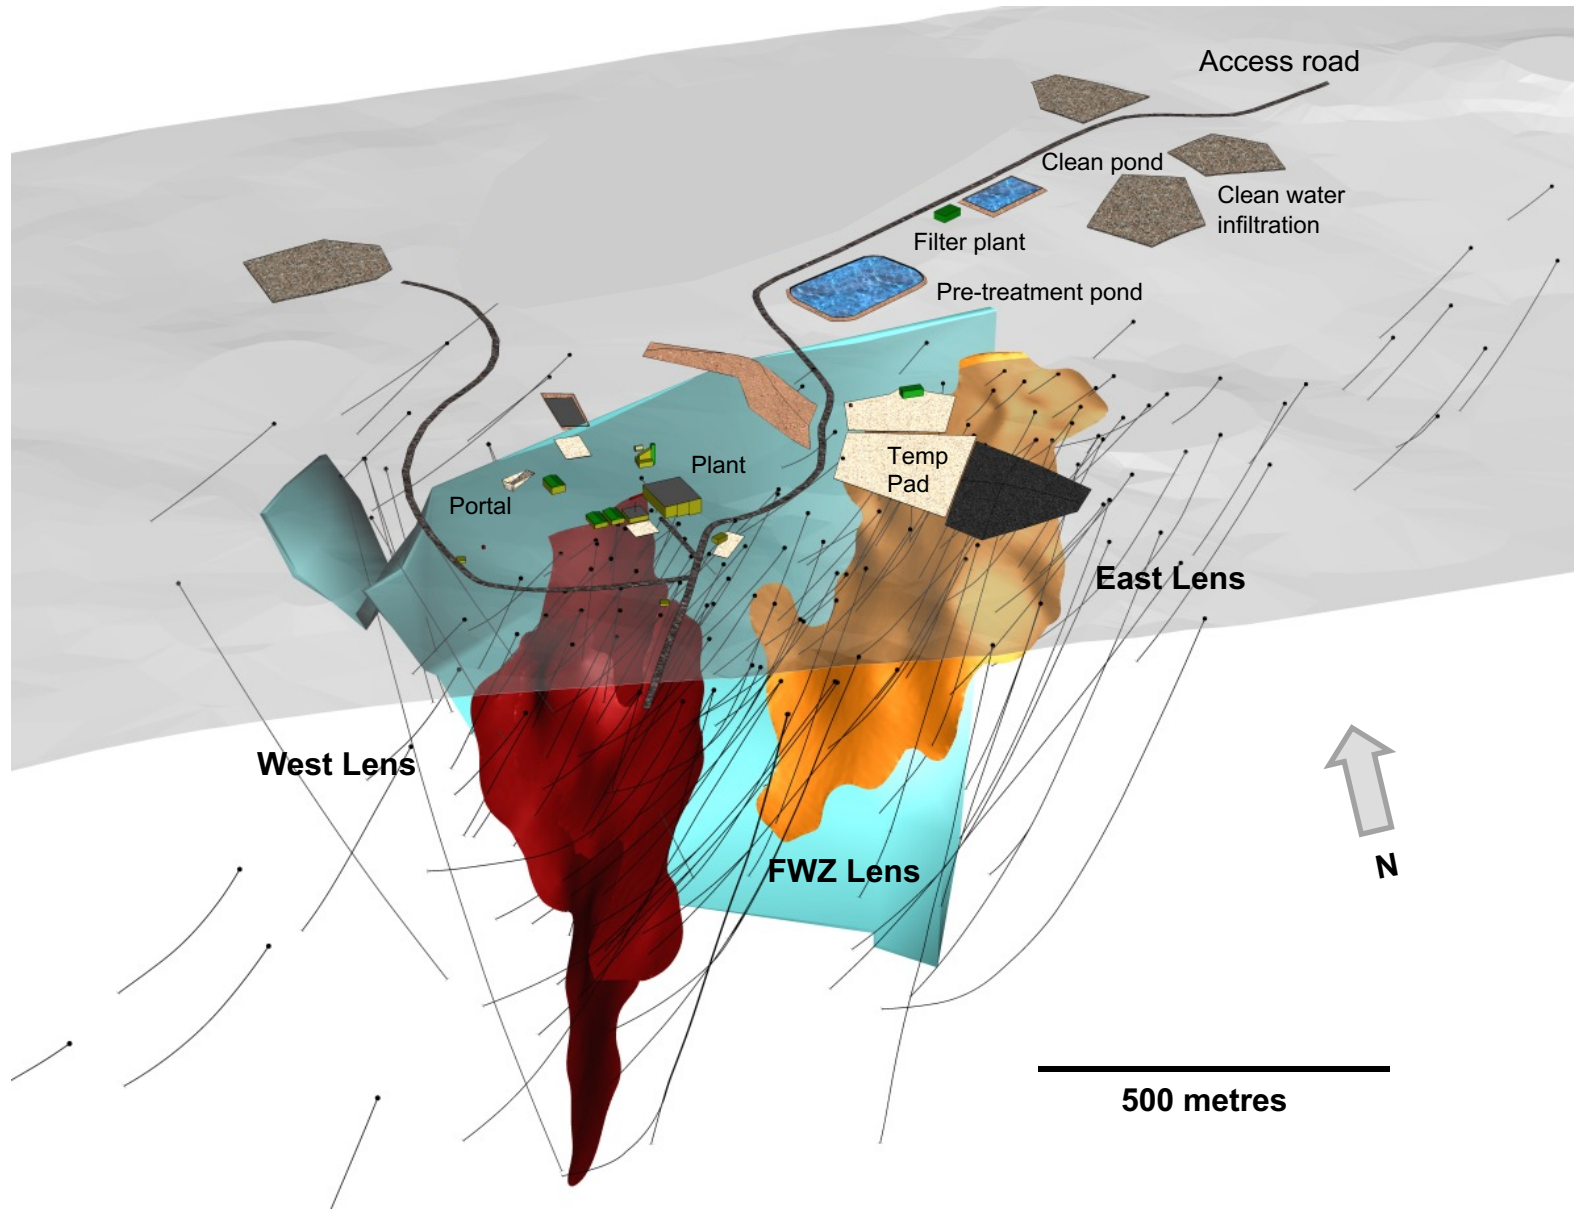 Access road
Clean pond
Clean water
infiltration
Filter plant
Pre-treatment pond
Plant
Temp
Pad
Portal
East Lens
West Lens
FWZ Lens
N
500 metres